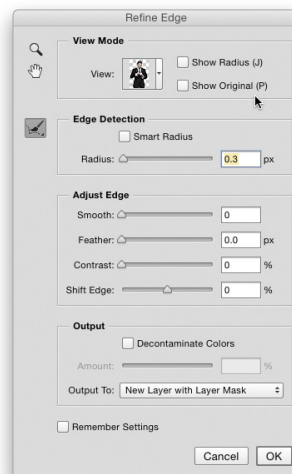 Refine Edge
View Mode
View:
Show Radius (J)
Show Original (P)
Edge Detection
Smart Radius
Radius: 0.3 px
Adjust Edge
Smooth: 0
Feather: 0.0 px
Contrast: 0 %
Shift Edge: 0 %
Output
Decontaminate Colors
Amount: %
Output To: New Layer with Layer Mask
Remember Settings
Cancel OK